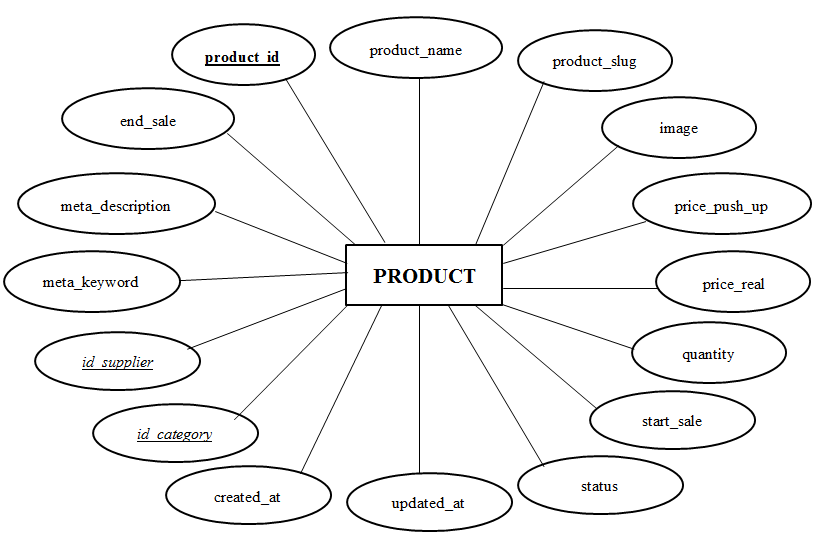 product_name
product_id
product_slug
end_sale
image
meta_description
price_push_up
PRODUCT
meta_keyword
price_real
id_supplier
quantity
id_category
start_sale
created_at
updated_at
status